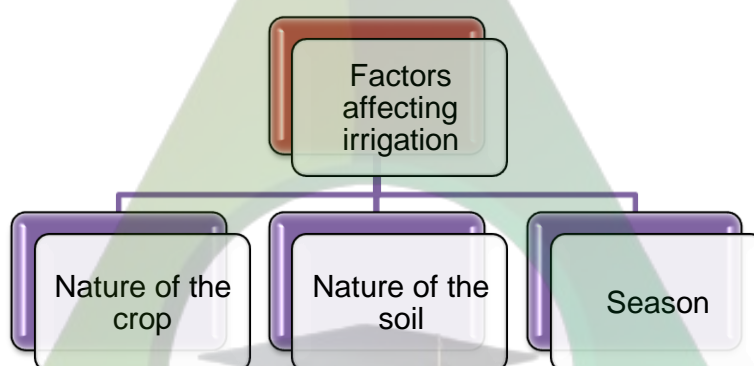 Factors
affecting
irrigation
Nature of the
crop
Nature of the
soil
Season